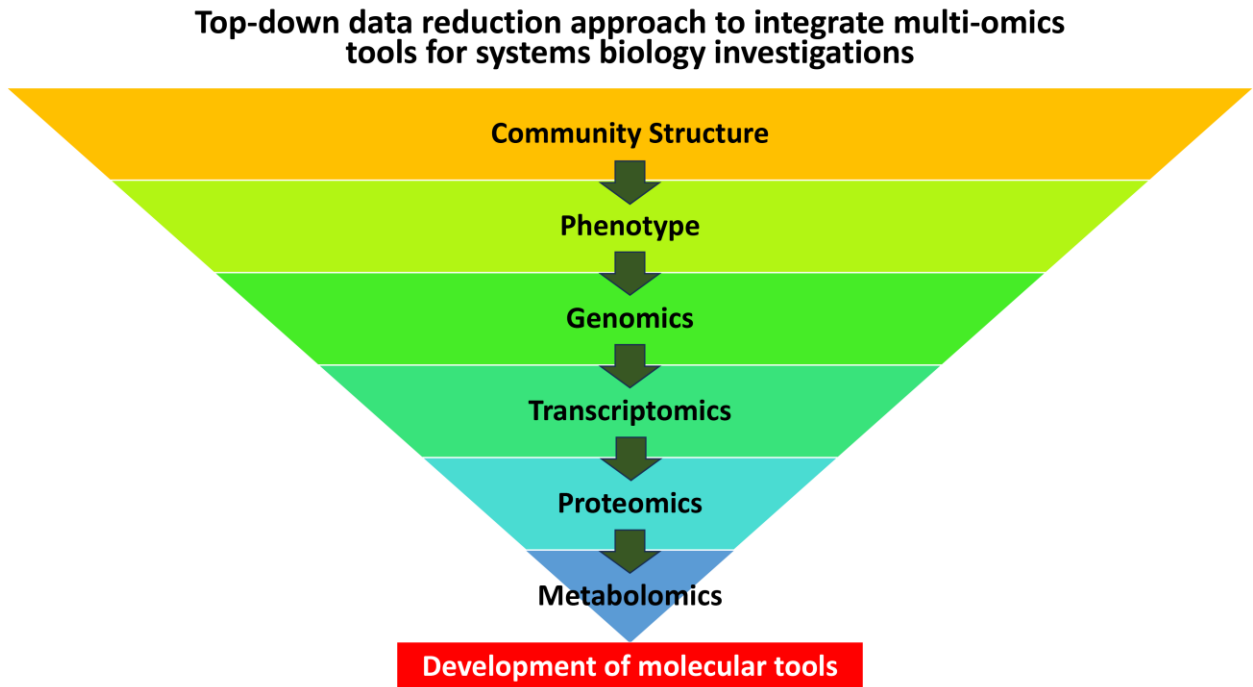 Top-down data reduction approach to integrate multi-omics
tools for systems biology investigations
Community Structure
Phenotype
Genomics
Transcriptomics
Proteomics
Metabolomics
Development of molecular tools